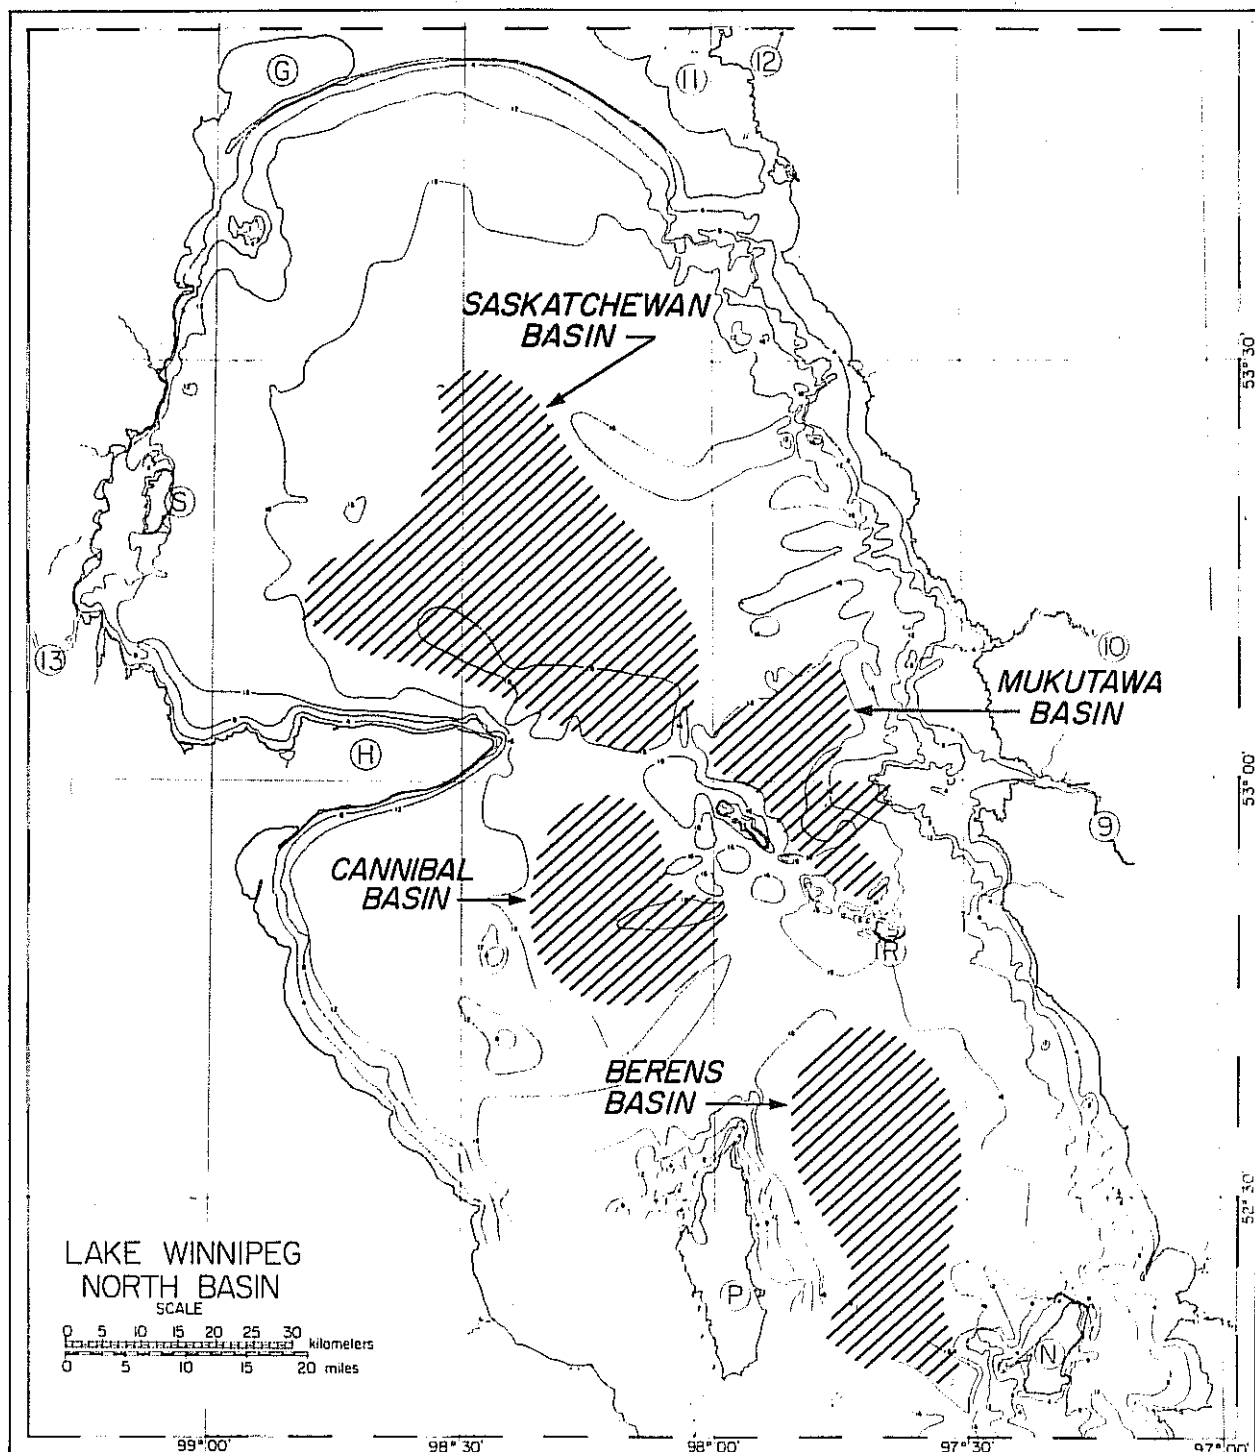 G
11
12
SASKATCHEWAN
BASIN
53°30'
S
13
10
MUKUTAWA
BASIN
H
53°00'
9
CANNIBAL
BASIN
R
BERENS
BASIN
52°30'
LAKE WINNIPEG
NORTH BASIN
SCALE
0 5 10 15 20 25 30 kilometers
0 5 10 15 20 miles
P
N
99°00'
98°30'
98°00'
97°30'
97°00'